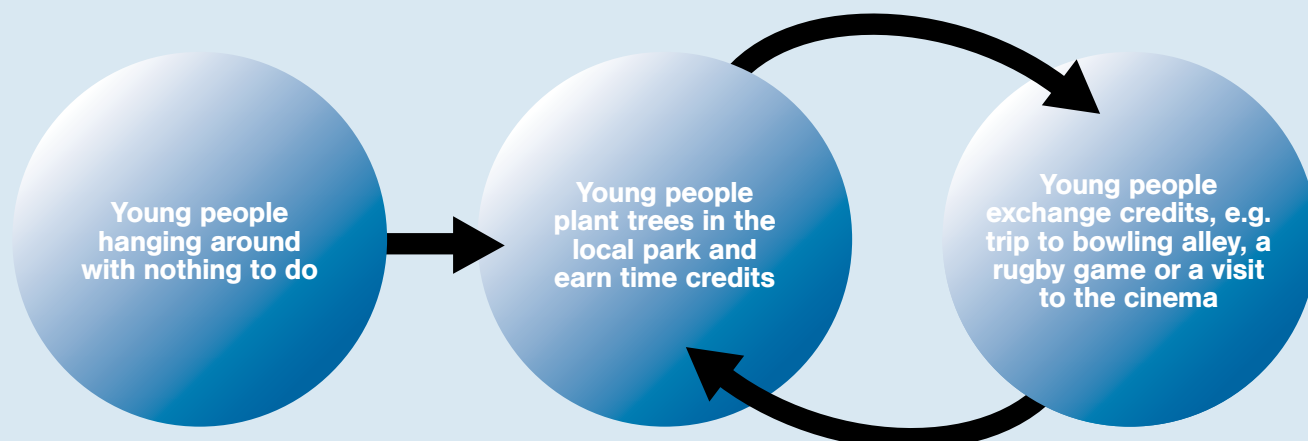 Young people
hanging around
with nothing to do
Young people
plant trees in the
local park and
earn time credits
Young people
exchange credits, e.g.
trip to bowling alley, a
rugby game or a visit
to the cinema